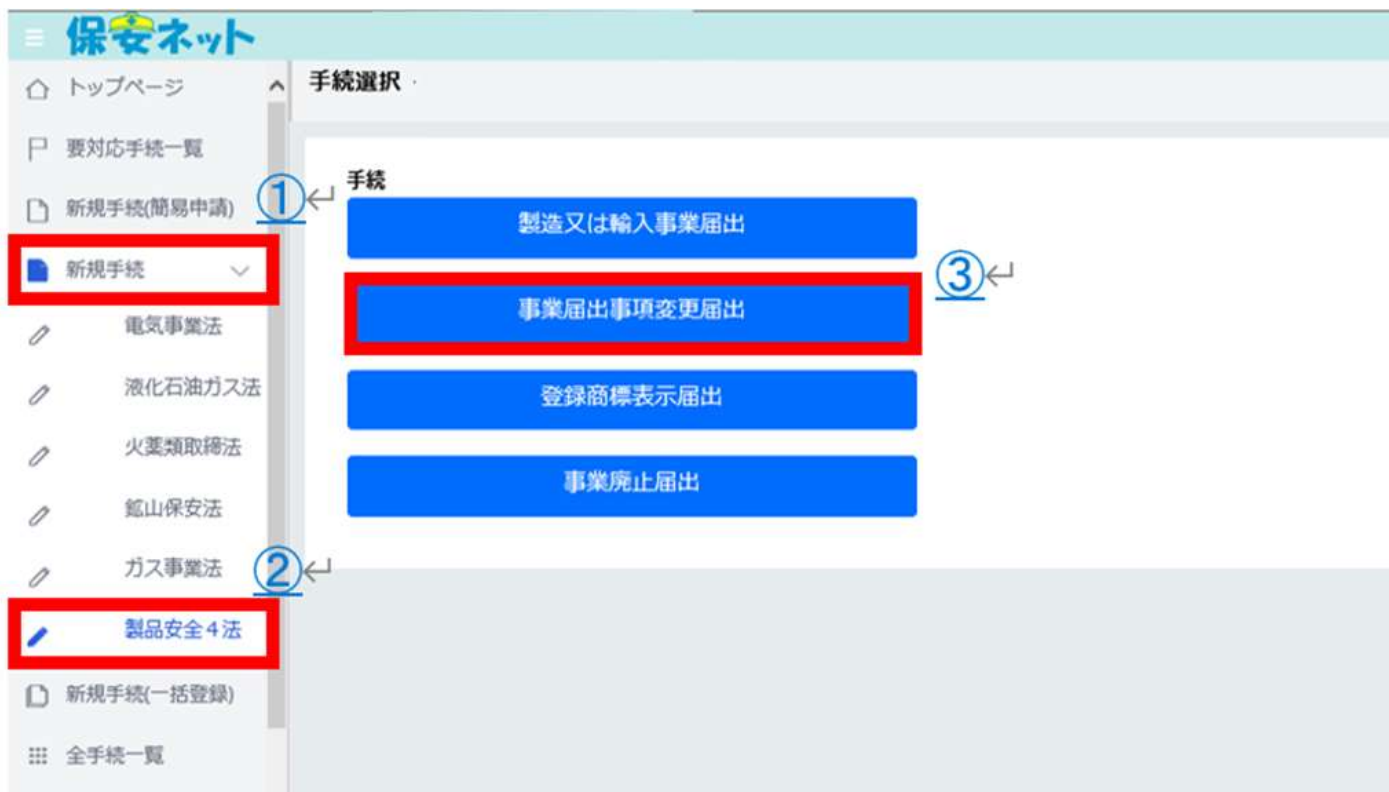 保安ネット
トップページ
要対応手続一覧
新規手続(簡易申請)
①↵
新規手続
電気事業法
液化石油ガス法
火薬類取締法
鉱山保安法
ガス事業法
②↵
製品安全4法
新規手続(一括登録)
全手続一覧
手続選択
手続
製造又は輸入事業届出
③↵
事業届出事項変更届出
登録商標表示届出
事業廃止届出